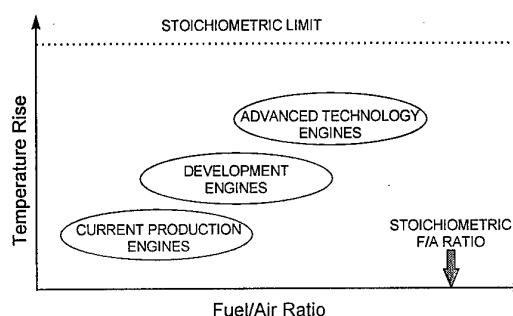 STOICHIOMETRIC LIMIT
ADVANCED TECHNOLOGY
ENGINES
DEVELOPMENT
ENGINES
CURRENT PRODUCTION
ENGINES
STOICHIOMETRIC
F/A RATIO
Temperature Rise
Fuel/Air Ratio